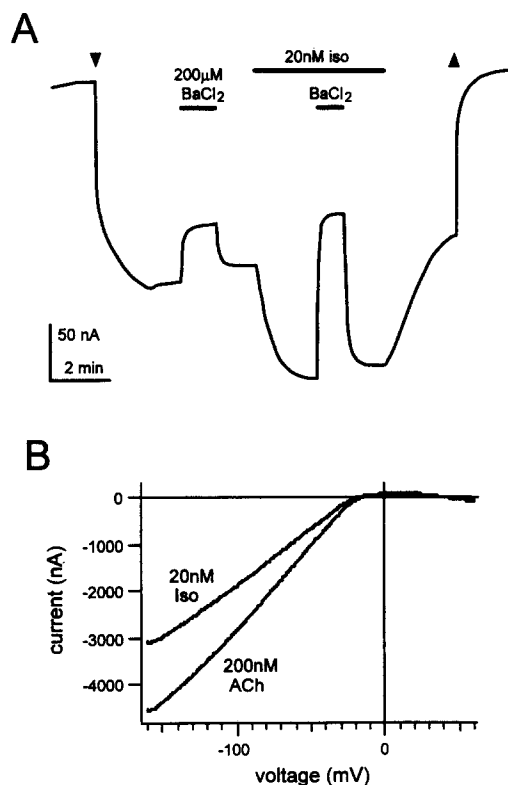 A
20nM iso
200μM
BaCl2
BaCl2
50 nA
2 min
B
0
-1000
-2000
-3000
-4000
current (nA)
20nM
Iso
200nM
ACh
-100
0
voltage (mV)